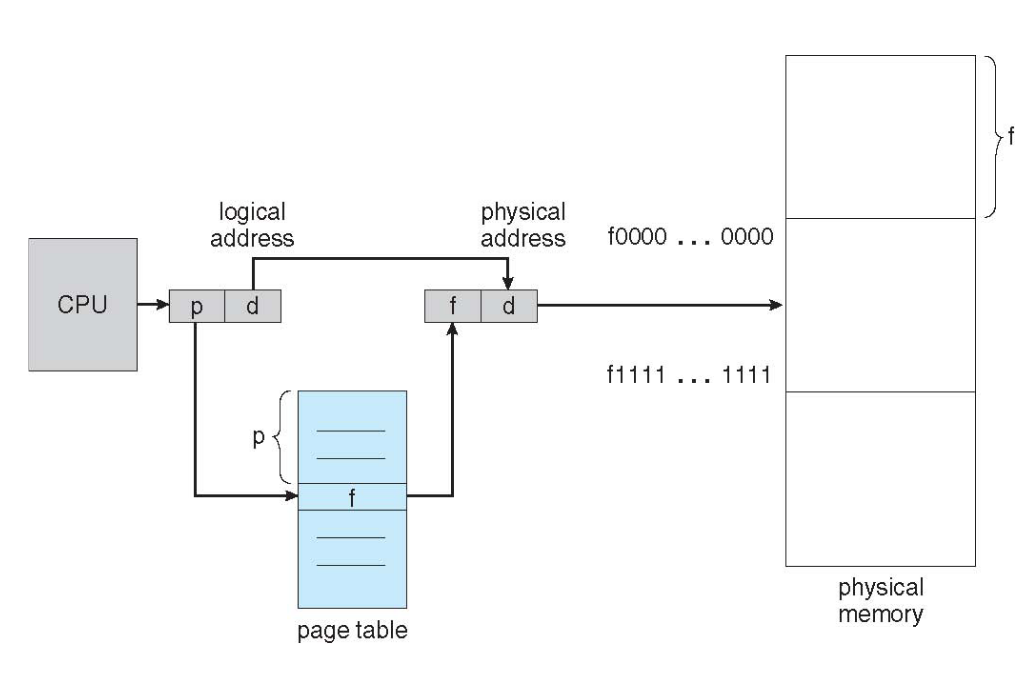 f
logical
address
physical
address
f0000 ... 0000
CPU
p
d
f
d
f1111 ... 1111
p
f
page table
physical
memory